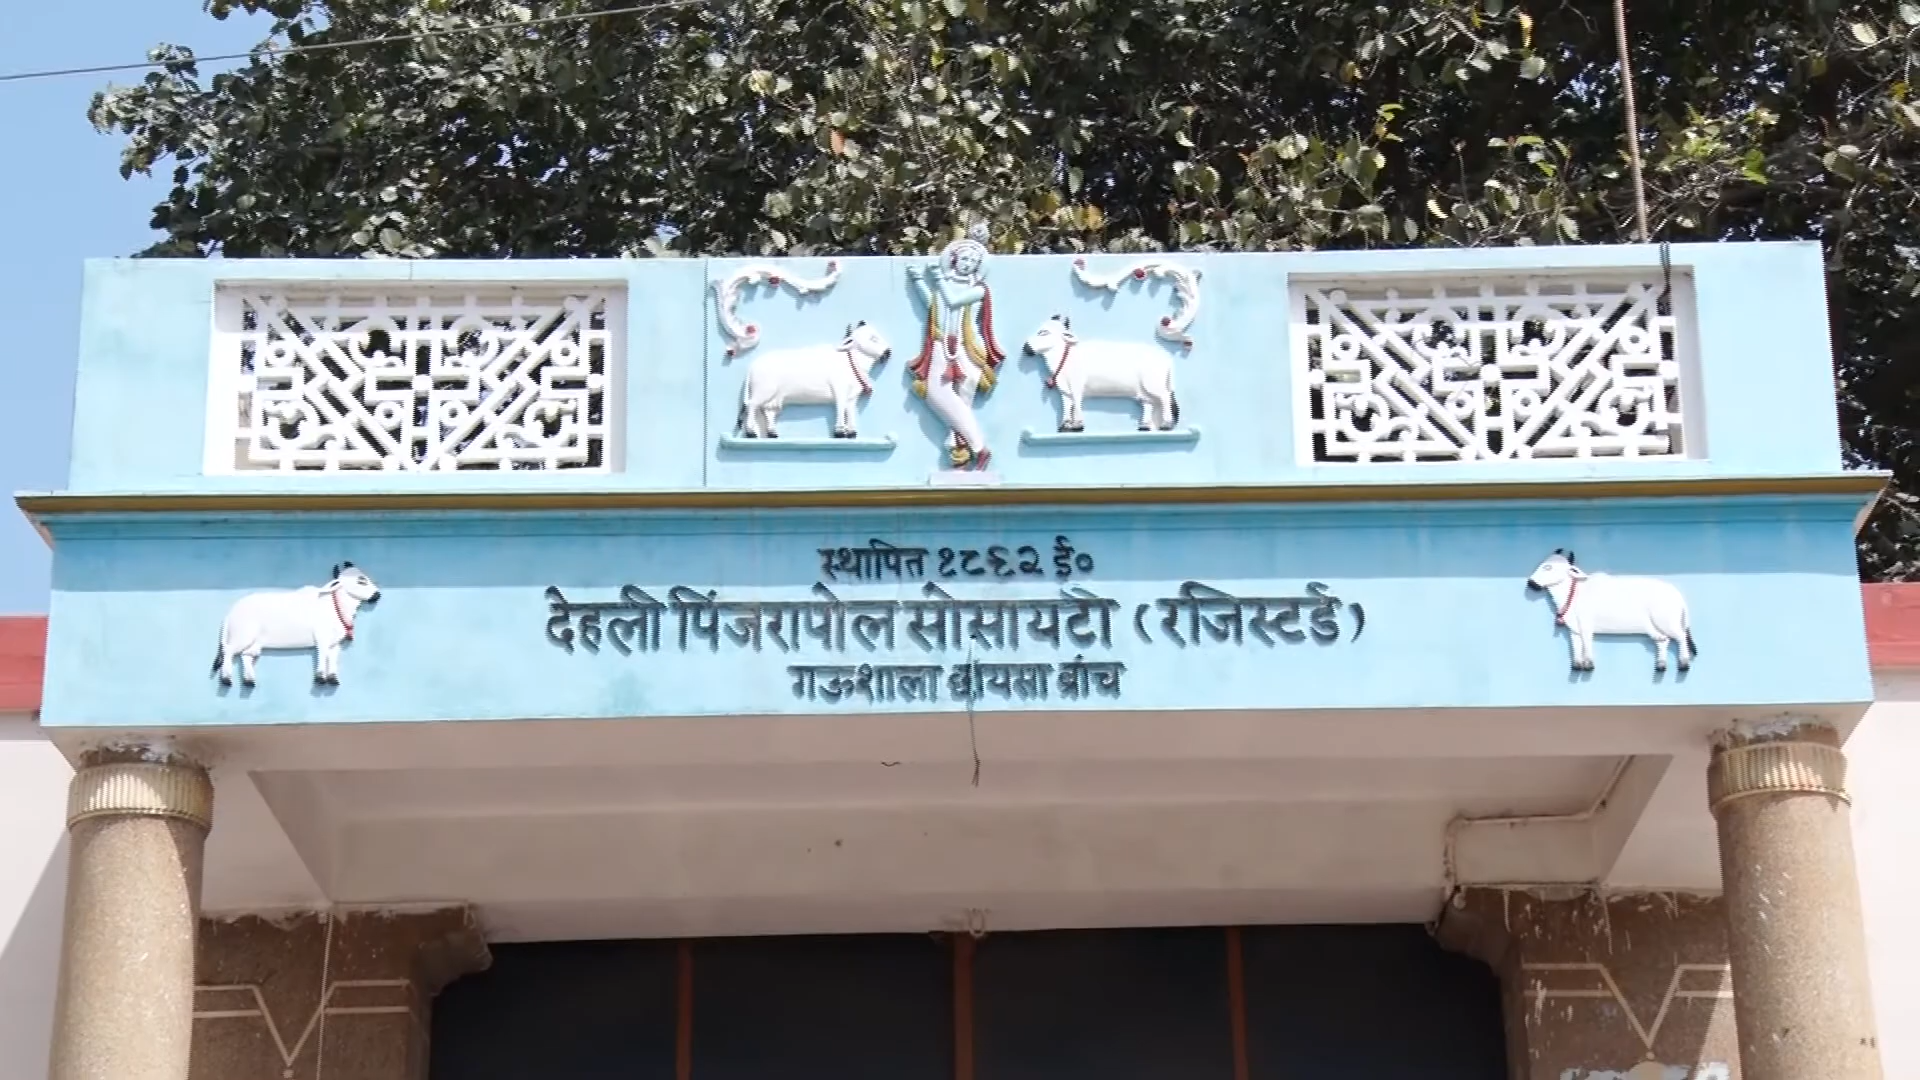 स्थापित १८६२ ई०
देहली पिंजरापोल सोसायटी (रजिस्टर्ड)
गऊशाला छांयसा ब्रांच